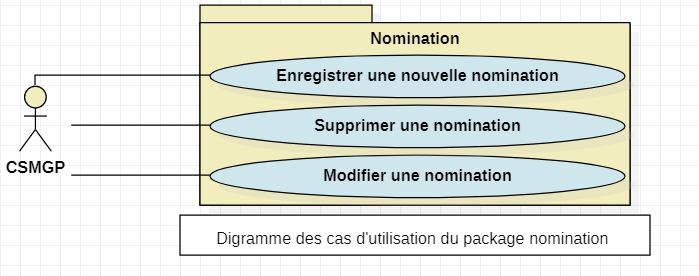 Nomination
Enregistrer une nouvelle nomination
Supprimer une nomination
Modifier une nomination
CSMGP
Digramme des cas d'utilisation du package nomination